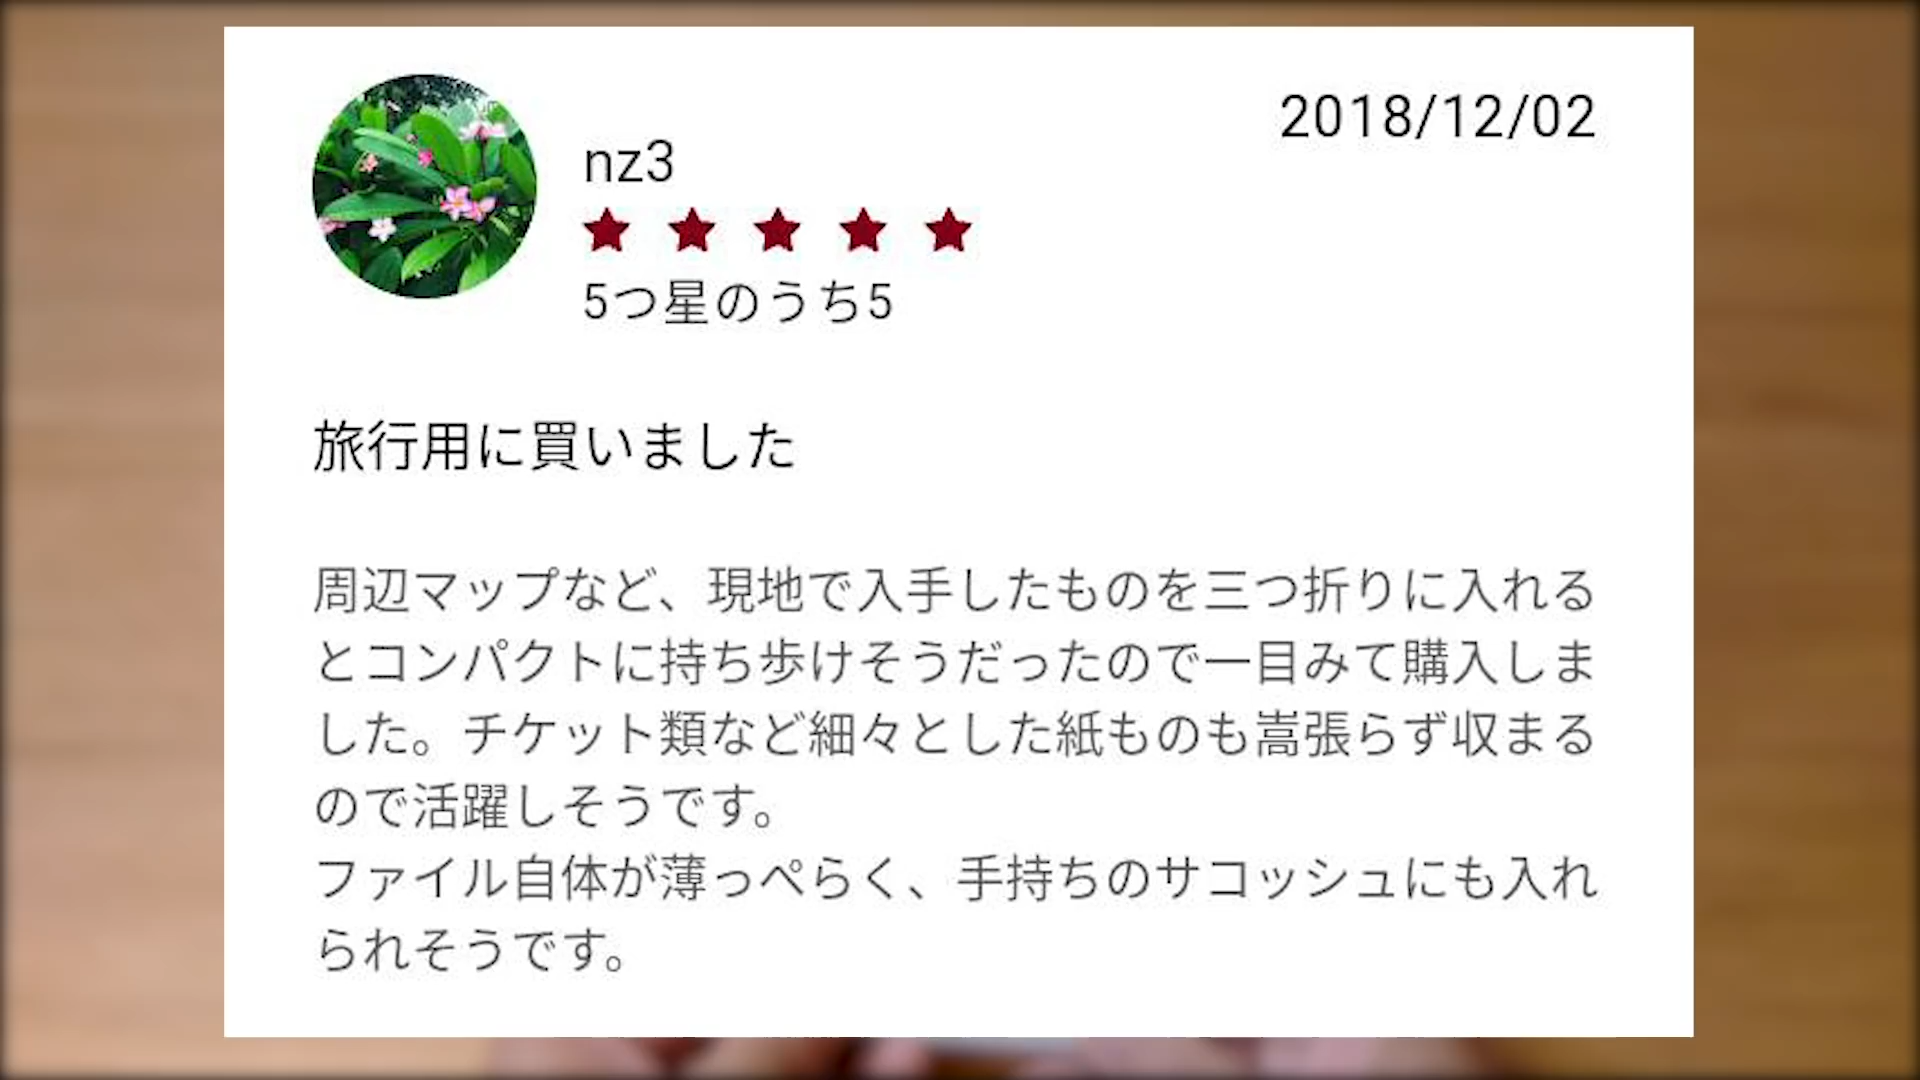 2018/12/02
nz3
★ ★ ★ ★ ★
5つ星のうち5
旅行用に買いました
周辺マップなど、現地で入手したものを三つ折りに入れる
とコンパクトに持ち歩けそうだったので一目みて購入しま
した。チケット類など細々とした紙ものも嵩張らず収まる
ので活躍しそうです。
ファイル自体が薄っぺらく、手持ちのサコッシュにも入れ
られそうです。